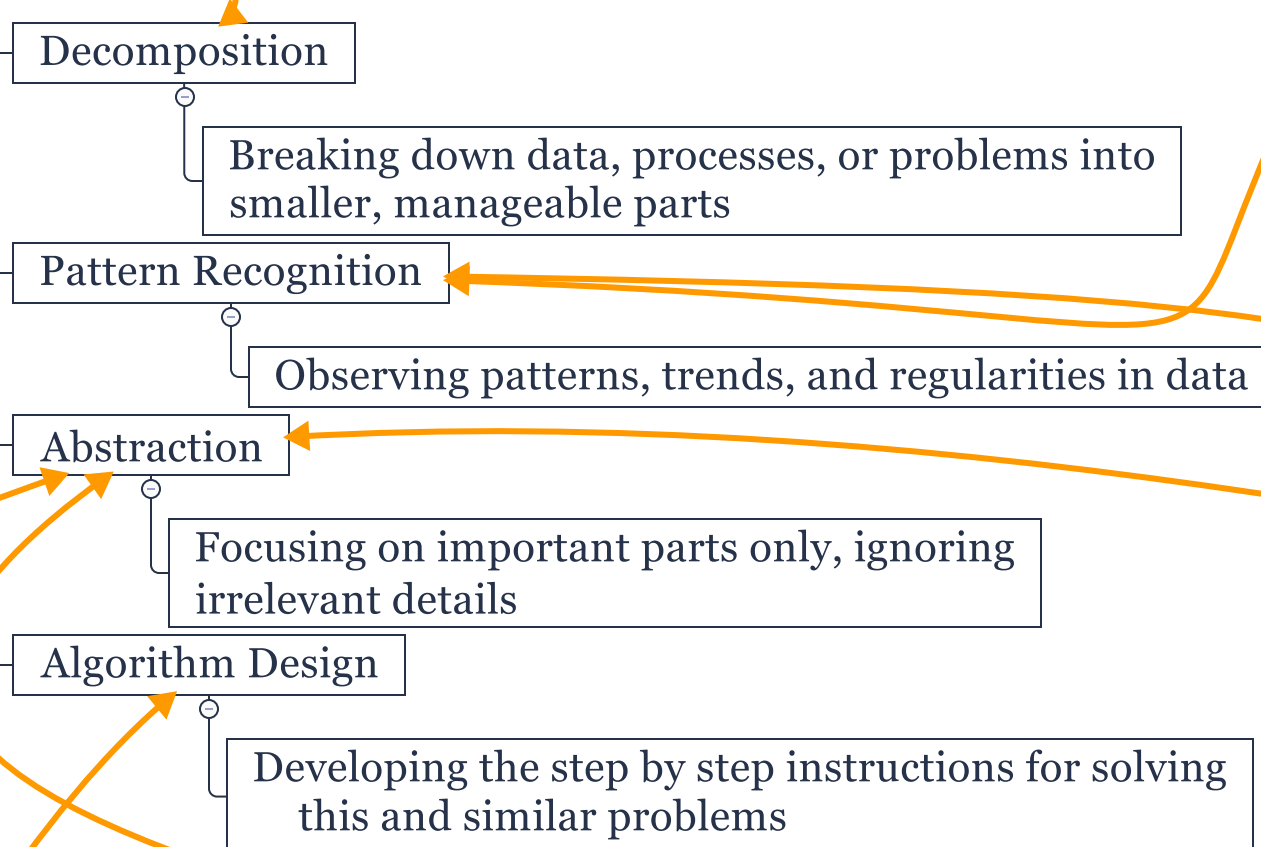 Decomposition
Breaking down data, processes, or problems into
smaller, manageable parts
Pattern Recognition
Observing patterns, trends, and regularities in data
Abstraction
Focusing on important parts only, ignoring
irrelevant details
Algorithm Design
Developing the step by step instructions for solving
this and similar problems